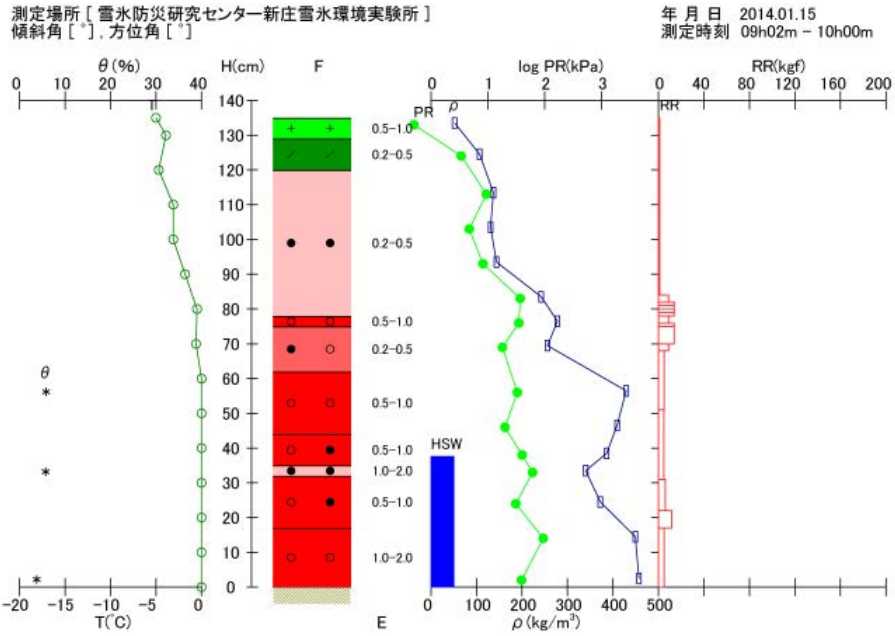 測定場所 [ 雪氷防災研究センター新庄雪氷環境実験所 ]
年 月 日 2014.01.15
傾斜角 [ ° ] , 方位角 [ ° ]
測定時刻 09h02m - 10h00m
θ (%) H(cm) F log PR(kPa) RR(kgf)
0 10 20 30 40 0 1 2 3 0 40 80 120 160 200
140
T PR ρ RR
130 0.5-1.0
120 0.2-0.5
110
100 0.2-0.5
90
80
0.5-1.0
70 0.2-0.5
θ 60
*
50 0.5-1.0
40 0.5-1.0 HSW
* 1.0-2.0
30
0.5-1.0
20
10 1.0-2.0
*
0
-20 -15 -10 -5 0 0 100 200 300 400 500
T(°C) E ρ (kg/m³)